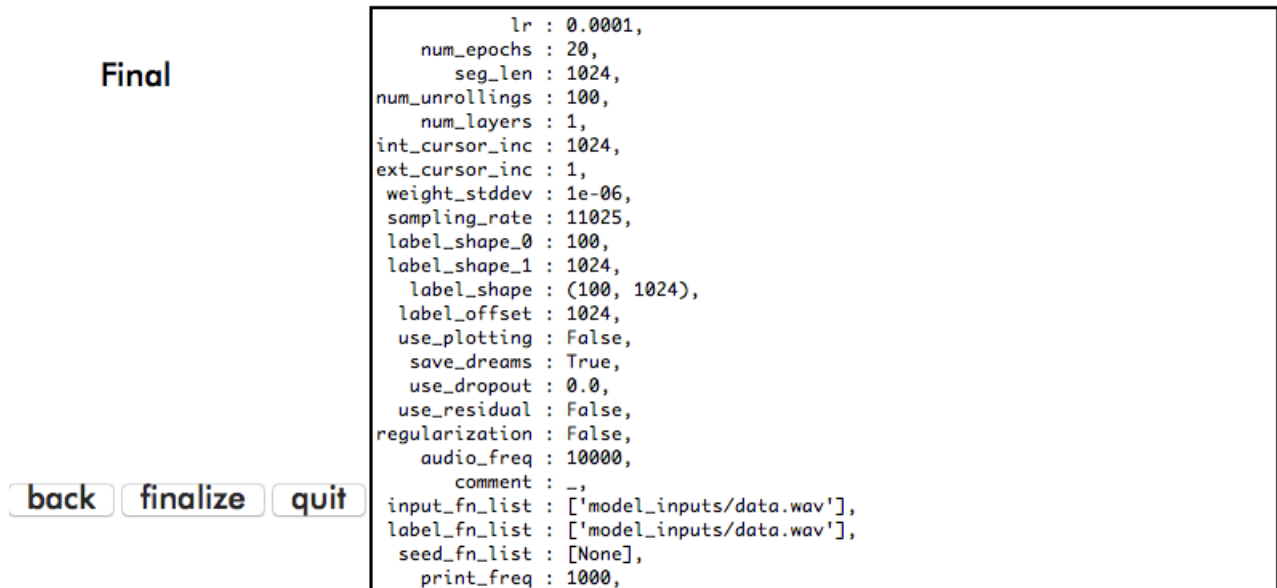 Final
lr : 0.0001,
num_epochs : 20,
seg_len : 1024,
num_unrollings : 100,
num_layers : 1,
int_cursor_inc : 1024,
ext_cursor_inc : 1,
weight_stddev : 1e-06,
sampling_rate : 11025,
label_shape_0 : 100,
label_shape_1 : 1024,
label_shape : (100, 1024),
label_offset : 1024,
use_plotting : False,
save_dreams : True,
use_dropout : 0.0,
use_residual : False,
regularization : False,
audio_freq : 10000,
comment : _,
input_fn_list : ['model_inputs/data.wav'],
label_fn_list : ['model_inputs/data.wav'],
seed_fn_list : [None],
print_freq : 1000,
back finalize quit